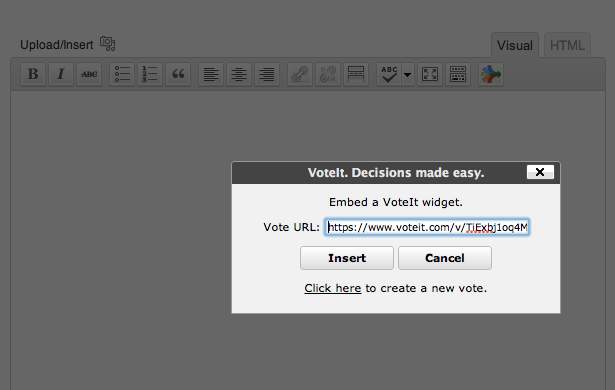 Upload/Insert
Visual HTML
B I ABC ABC
VoteIt. Decisions made easy.
Embed a VoteIt widget.
Vote URL: https://www.voteit.com/v/TiExbj1oq4M
Insert Cancel
Click here to create a new vote.